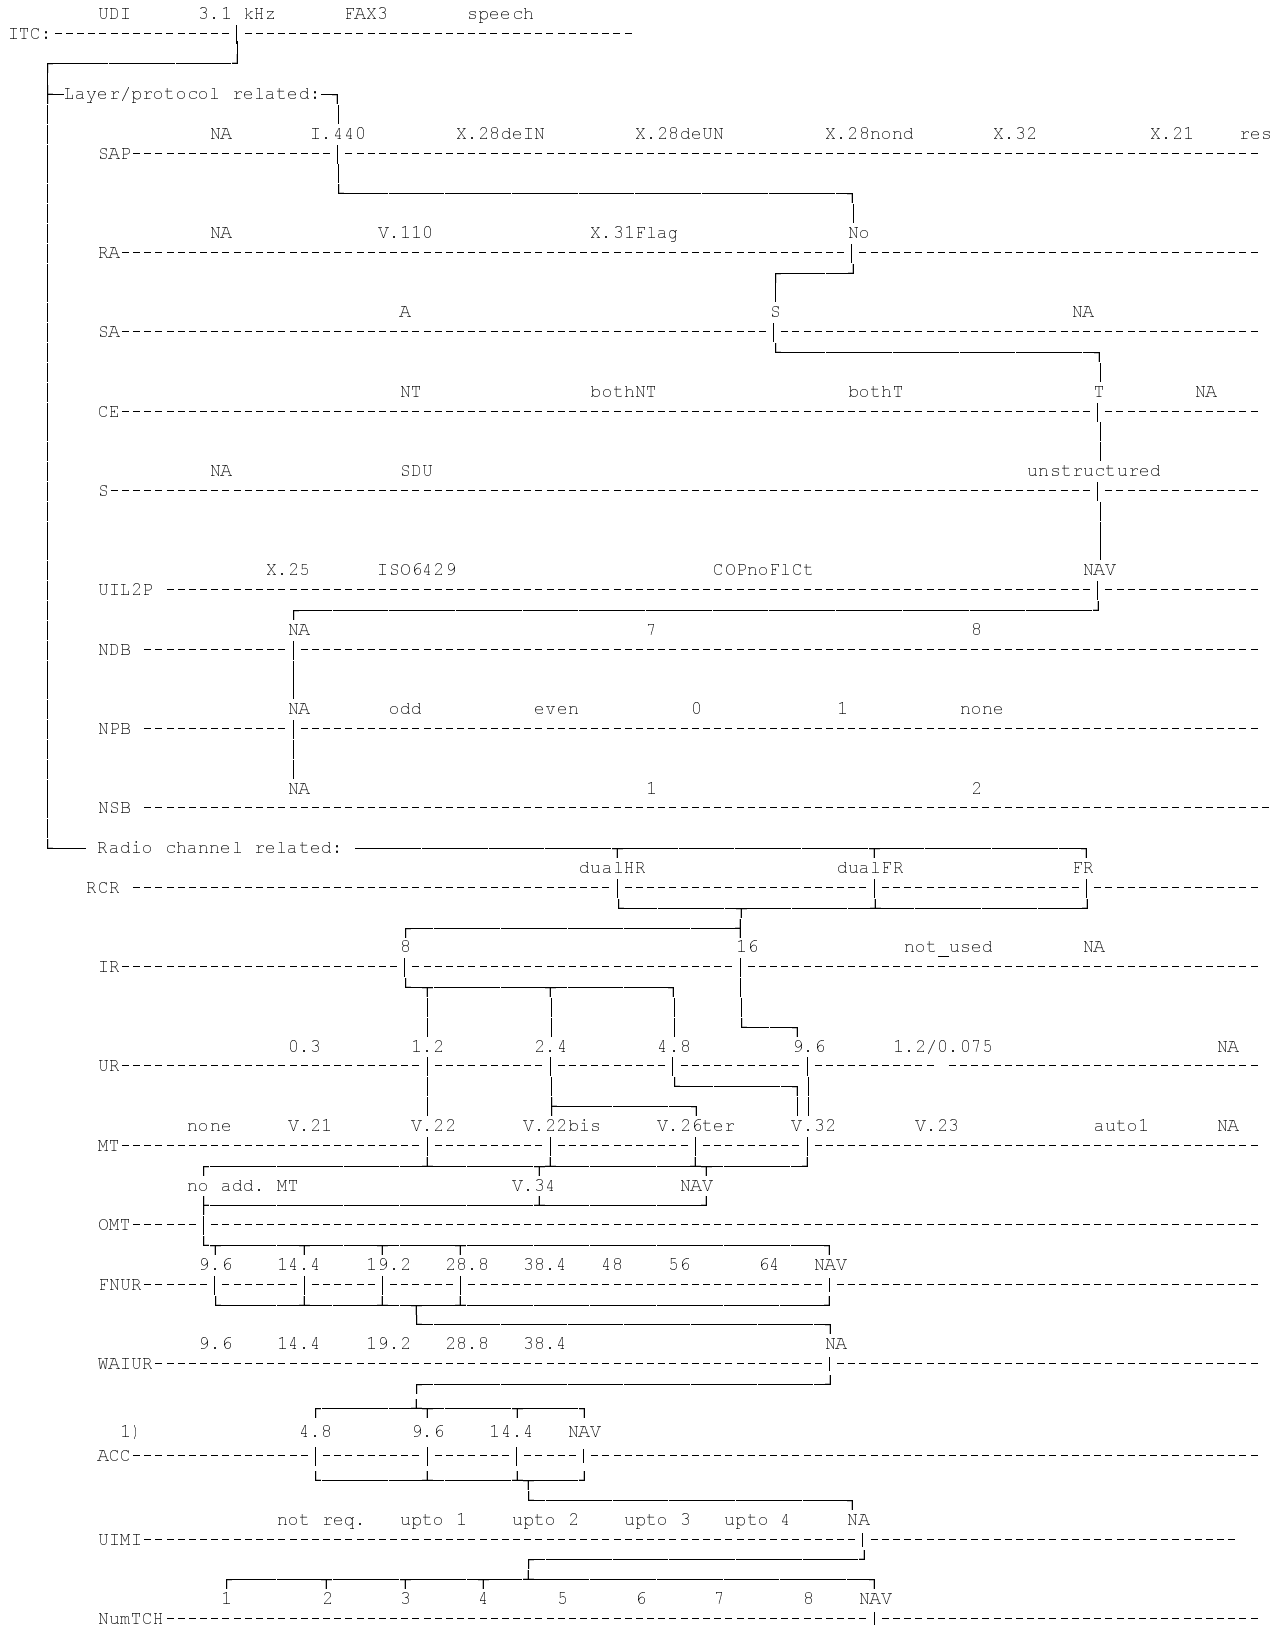 UDI 3.1 kHz FAX3 speech
ITC:
Layer/protocol related:
NA I.440 X.28deIN X.28deUN X.28nond X.32 X.21 res
SAP
NA V.110 X.31Flag No
RA
A S NA
SA
NT bothNT bothT T NA
CE
NA SDU unstructured
S
X.25 ISO6429 COPnoFlCt NAV
UIL2P
NA 7 8
NDB
NA odd even 0 1 none
NPB
NA 1 2
NSB
Radio channel related:
dualHR dualFR FR
RCR
8 16 not_used NA
IR
0.3 1.2 2.4 4.8 9.6 1.2/0.075 NA
UR
none V.21 V.22 V.22bis V.26ter V.32 V.23 auto1 NA
MT
no add. MT V.34 NAV
OMT
9.6 14.4 19.2 28.8 38.4 48 56 64 NAV
FNUR
9.6 14.4 19.2 28.8 38.4 NA
WAIUR
1) 4.8 9.6 14.4 NAV
ACC
not req. upto 1 upto 2 upto 3 upto 4 NA
UIMI
1 2 3 4 5 6 7 8 NAV
NumTCH